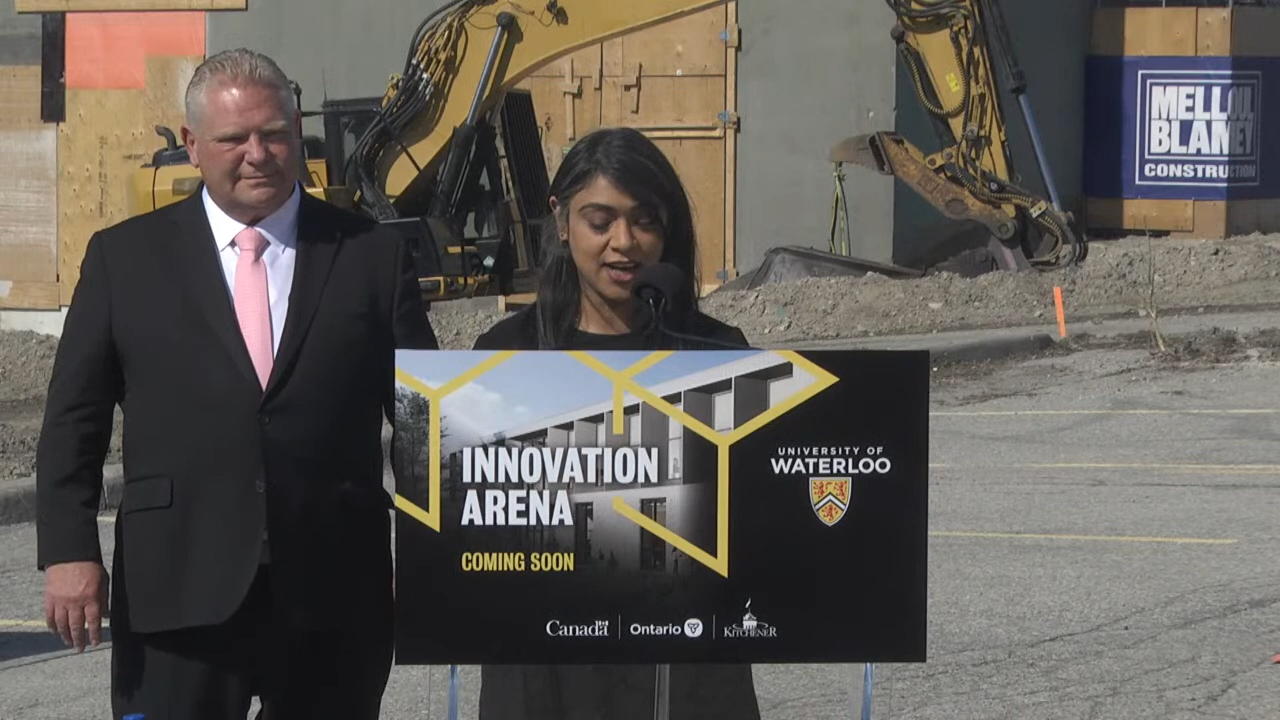 MELLOUL
BLAMEY
CONSTRUCTION
INNOVATION
ARENA
COMING SOON
UNIVERSITY OF
WATERLOO
Canada
Ontario
KITCHENER